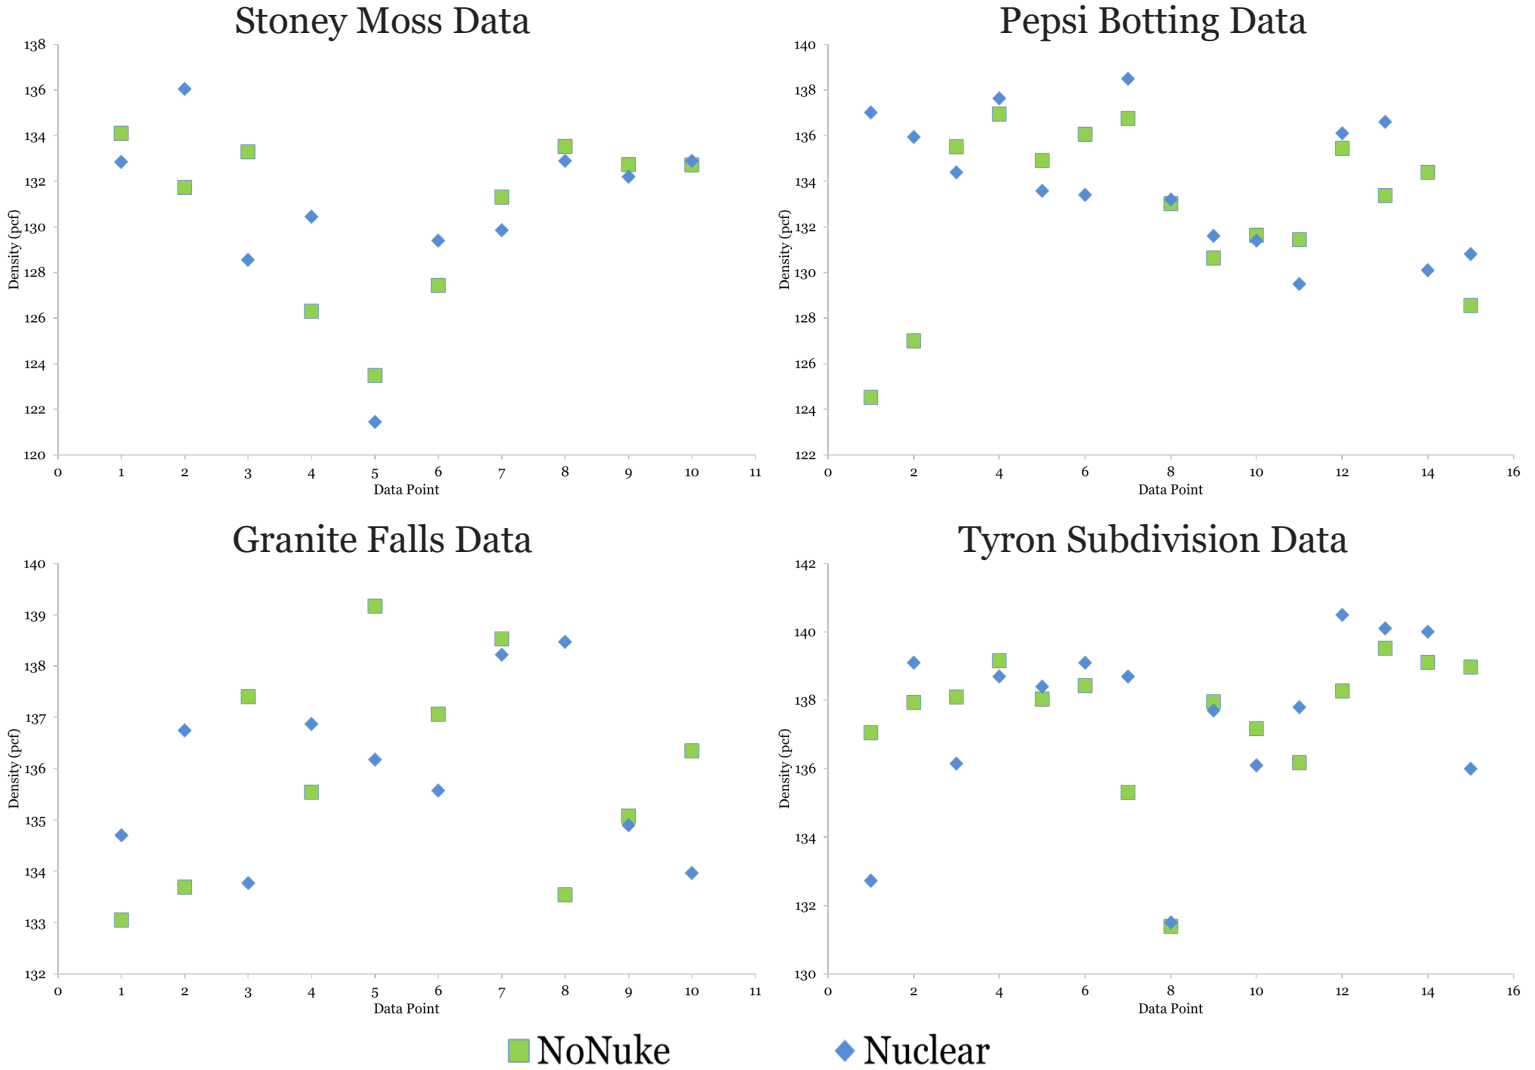 Stoney Moss Data
138
136
134
132
130
128
126
124
122
120
Density (pcf)
0 1 2 3 4 5 6 7 8 9 10 11
Data Point
Pepsi Botting Data
140
138
136
134
132
130
128
126
124
122
Density (pcf)
0 2 4 6 8 10 12 14 16
Data Point
Granite Falls Data
140
139
138
137
136
135
134
133
132
Density (pcf)
0 1 2 3 4 5 6 7 8 9 10 11
Data Point
Tyron Subdivision Data
142
140
138
136
134
132
130
Density (pcf)
0 2 4 6 8 10 12 14 16
Data Point
NoNuke Nuclear